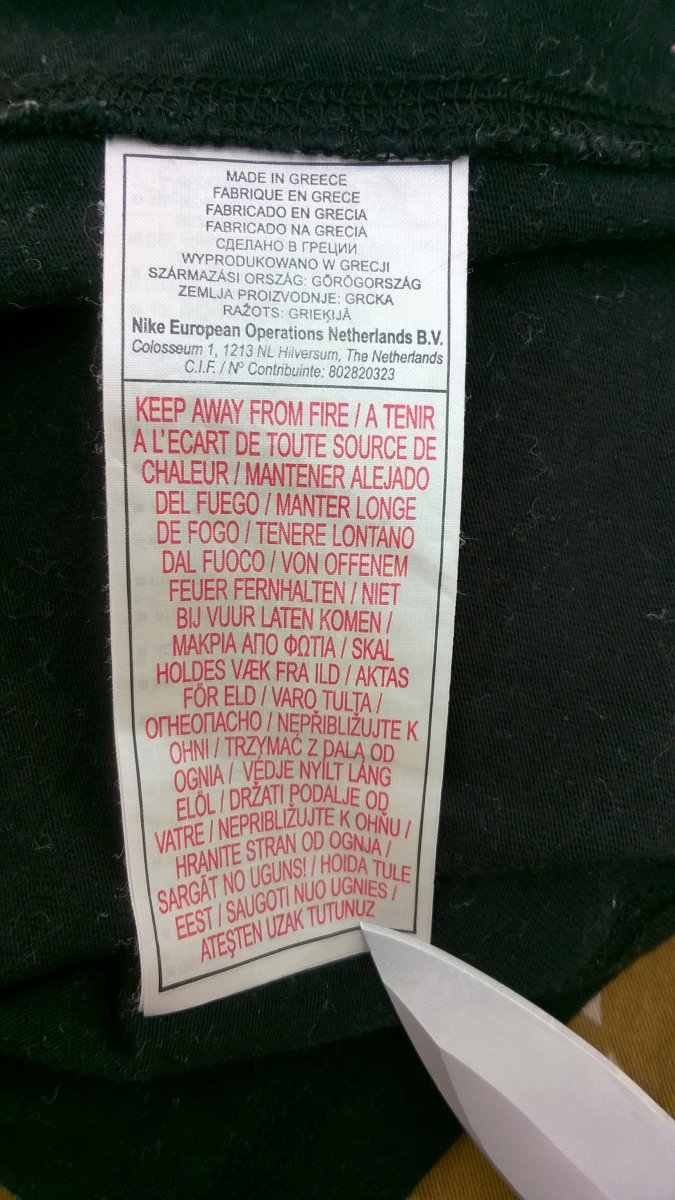 MADE IN GREECE
FABRIQUE EN GRECE
FABRICADO EN GRECIA
FABRICADO NA GRECIA
СДЕЛАНО В ГРЕЦИИ
WYPRODUKOWANO W GRECJI
SZÁRMAZÁSI ORSZÁG: GÖRÖGORSZÁG
ZEMLJA PROIZVODNJE: GRCKA
RAŽOTS: GRIEĶIJĀ
Nike European Operations Netherlands B.V.
Colosseum 1, 1213 NL Hilversum, The Netherlands
C.I.F. / Nº Contribuinte: 802820323
KEEP AWAY FROM FIRE / A TENIR
A L'ECART DE TOUTE SOURCE DE
CHALEUR / MANTENER ALEJADO
DEL FUEGO / MANTER LONGE
DE FOGO / TENERE LONTANO
DAL FUOCO / VON OFFENEM
FEUER FERNHALTEN / NIET
BIJ VUUR LATEN KOMEN /
ΜΑΚΡΙΑ ΑΠΟ ΦΩΤΙΑ / SKAL
HOLDES VÆK FRA ILD / AKTAS
FÖR ELD / VARO TULTA /
ОГНЕОПАСНО / NEPŘIBLIŽUJTE K
OHNI / TRZYMAĆ Z DALA OD
OGNIA / VÉDJE NYÍLT LÁNG
ELÖL / DRŽATI PODALJE OD
VATRE / NEPRIBLIŽUJTE K OHŇU /
HRANITE STRAN OD OGNJA /
SARGĀT NO UGUNS! / HOIDA TULE
EEST / SAUGOTI NUO UGNIES /
ATEŞTEN UZAK TUTUNUZ